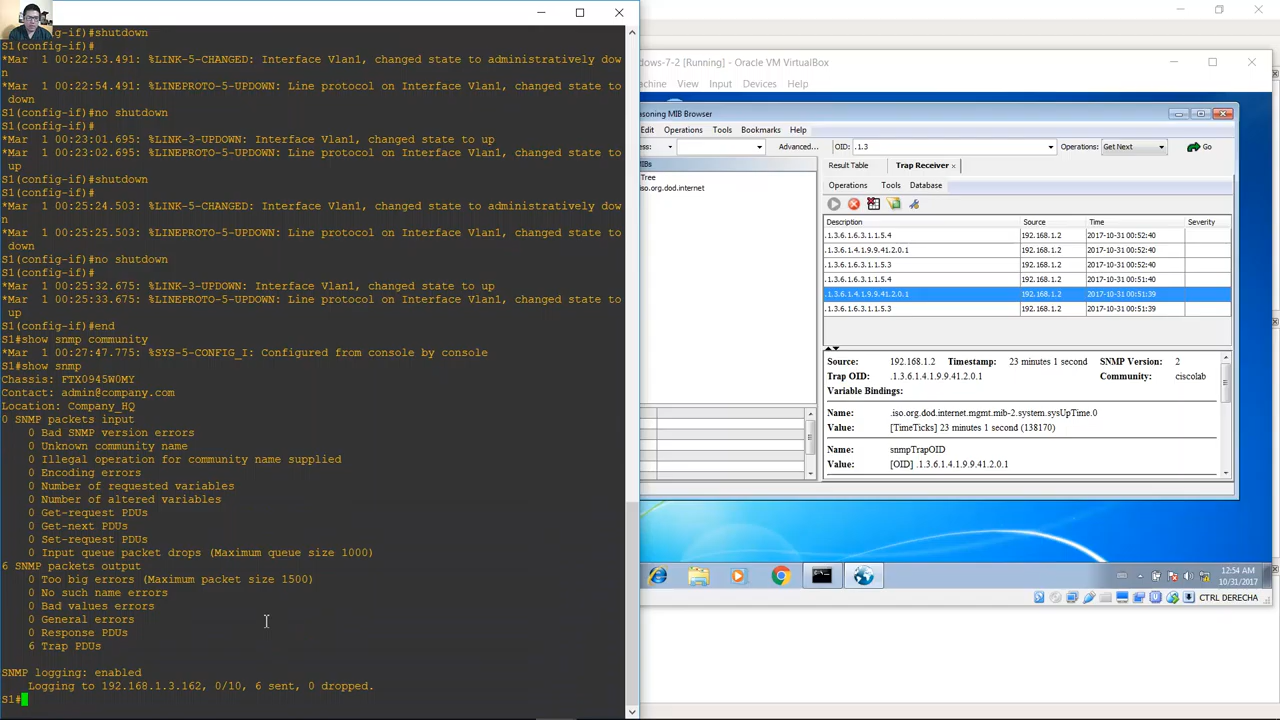 -if)#shutdown
S1(config-if)#
*Mar  1 00:22:53.491: %LINK-5-CHANGED: Interface Vlan1, changed state to administratively dow
n
*Mar  1 00:22:54.491: %LINEPROTO-5-UPDOWN: Line protocol on Interface Vlan1, changed state to
 down
S1(config-if)#no shutdown
S1(config-if)#
*Mar  1 00:23:01.695: %LINK-3-UPDOWN: Interface Vlan1, changed state to up
*Mar  1 00:23:02.695: %LINEPROTO-5-UPDOWN: Line protocol on Interface Vlan1, changed state to
 up
S1(config-if)#shutdown
S1(config-if)#
*Mar  1 00:25:24.503: %LINK-5-CHANGED: Interface Vlan1, changed state to administratively dow
n
*Mar  1 00:25:25.503: %LINEPROTO-5-UPDOWN: Line protocol on Interface Vlan1, changed state to
 down
S1(config-if)#no shutdown
S1(config-if)#
*Mar  1 00:25:32.675: %LINK-3-UPDOWN: Interface Vlan1, changed state to up
*Mar  1 00:25:33.675: %LINEPROTO-5-UPDOWN: Line protocol on Interface Vlan1, changed state to
 up
S1(config-if)#end
S1#show snmp community
*Mar  1 00:27:47.775: %SYS-5-CONFIG_I: Configured from console by console
S1#show snmp
Chassis: FTX0945W0MY
Contact: admin@company.com
Location: Company_HQ
0 SNMP packets input
    0 Bad SNMP version errors
    0 Unknown community name
    0 Illegal operation for community name supplied
    0 Encoding errors
    0 Number of requested variables
    0 Number of altered variables
    0 Get-request PDUs
    0 Get-next PDUs
    0 Set-request PDUs
    0 Input queue packet drops (Maximum queue size 1000)
6 SNMP packets output
    0 Too big errors (Maximum packet size 1500)
    0 No such name errors
    0 Bad values errors
    0 General errors
    0 Response PDUs
    6 Trap PDUs
SNMP logging: enabled
    Logging to 192.168.1.3.162, 0/10, 6 sent, 0 dropped.
S1#
dows-7-2 [Running] - Oracle VM VirtualBox
achine View Input Devices Help
asoning MIB Browser
Edit Operations Tools Bookmarks Help
ess: Advanced... OID: .1.3 Operations: Get Next Go
MIBs
Tree
iso.org.dod.internet
Result Table Trap Receiver
Operations Tools Database
Description Source Time Severity
.1.3.6.1.6.3.1.1.5.4 192.168.1.2 2017-10-31 00:52:40
.1.3.6.1.4.1.9.9.41.2.0.1 192.168.1.2 2017-10-31 00:52:40
.1.3.6.1.6.3.1.1.5.3 192.168.1.2 2017-10-31 00:52:40
.1.3.6.1.6.3.1.1.5.4 192.168.1.2 2017-10-31 00:51:40
.1.3.6.1.4.1.9.9.41.2.0.1 192.168.1.2 2017-10-31 00:51:39
.1.3.6.1.6.3.1.1.5.3 192.168.1.2 2017-10-31 00:51:39
Source: 192.168.1.2 Timestamp: 23 minutes 1 second SNMP Version: 2
Trap OID: .1.3.6.1.4.1.9.9.41.2.0.1 Community: ciscolab
Variable Bindings:
Name: .iso.org.dod.internet.mgmt.mib-2.system.sysUpTime.0
Value: [TimeTicks] 23 minutes 1 second (138170)
Name: snmpTrapOID
Value: [OID] .1.3.6.1.4.1.9.9.41.2.0.1
12:54 AM
10/31/2017
CTRL DERECHA